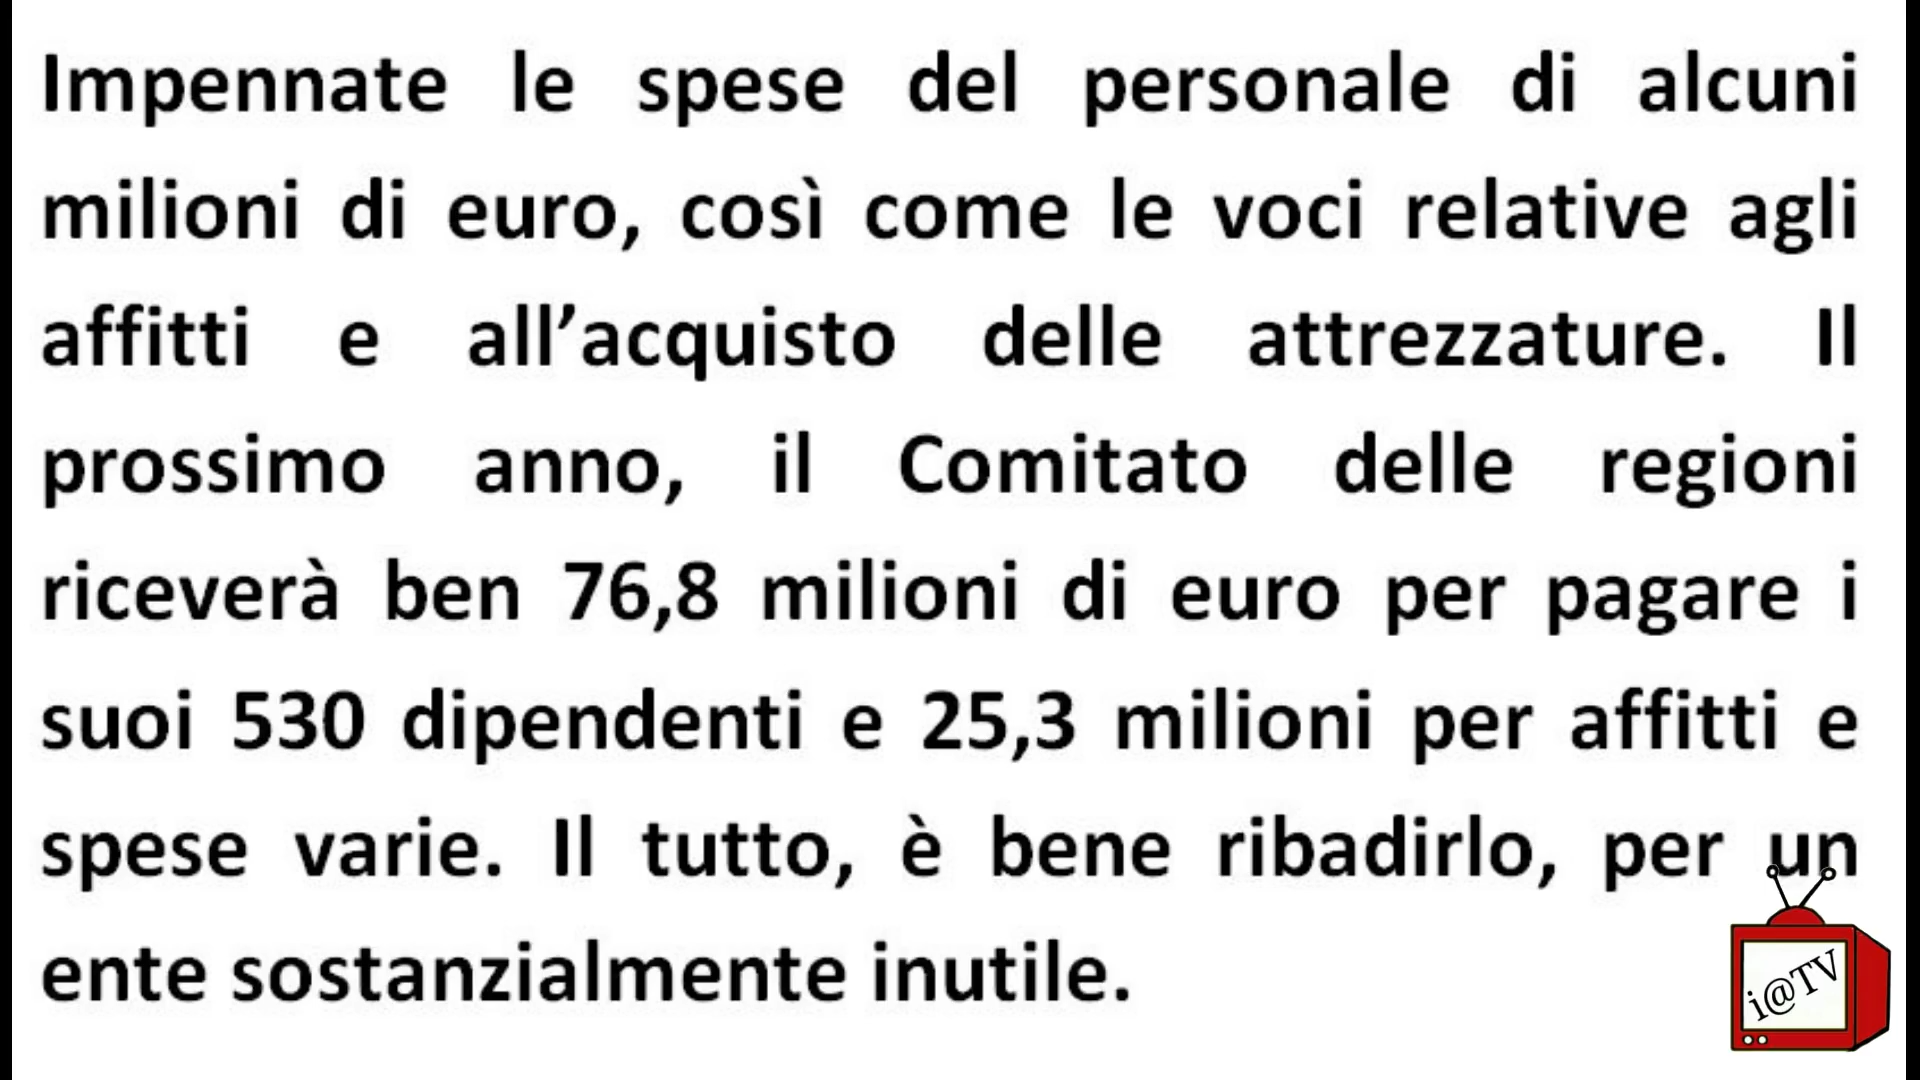 Impennate le spese del personale di alcuni
milioni di euro, così come le voci relative agli
affitti e all’acquisto delle attrezzature. Il
prossimo anno, il Comitato delle regioni
riceverà ben 76,8 milioni di euro per pagare i
suoi 530 dipendenti e 25,3 milioni per affitti e
spese varie. Il tutto, è bene ribadirlo, per un
ente sostanzialmente inutile.
i@TV